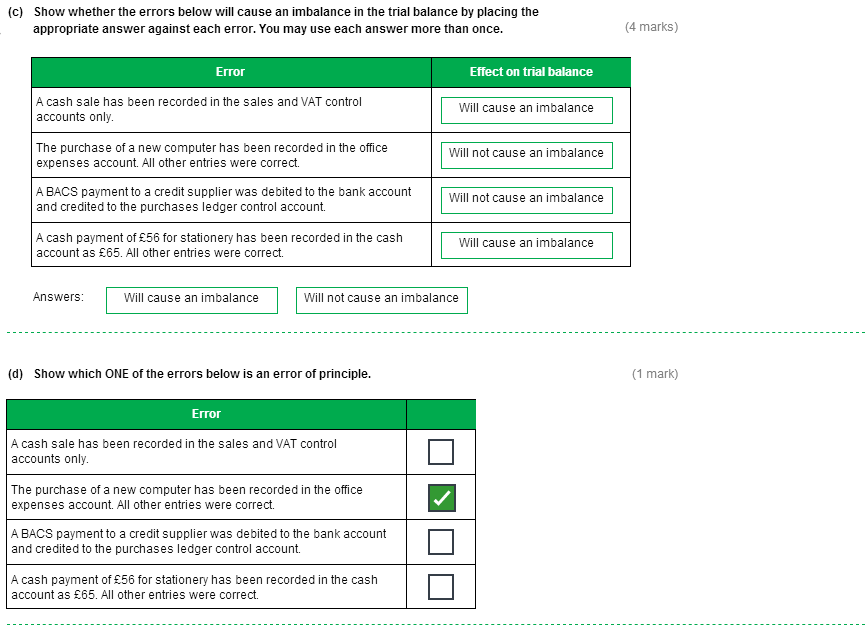 (c) Show whether the errors below will cause an imbalance in the trial balance by placing the
appropriate answer against each error. You may use each answer more than once. (4 marks)
Error Effect on trial balance
A cash sale has been recorded in the sales and VAT control
accounts only.
Will cause an imbalance
The purchase of a new computer has been recorded in the office
expenses account. All other entries were correct.
Will not cause an imbalance
A BACS payment to a credit supplier was debited to the bank account
and credited to the purchases ledger control account.
Will not cause an imbalance
A cash payment of £56 for stationery has been recorded in the cash
account as £65. All other entries were correct.
Will cause an imbalance
Answers: Will cause an imbalance Will not cause an imbalance
(d) Show which ONE of the errors below is an error of principle. (1 mark)
Error
A cash sale has been recorded in the sales and VAT control
accounts only.
The purchase of a new computer has been recorded in the office
expenses account. All other entries were correct.
A BACS payment to a credit supplier was debited to the bank account
and credited to the purchases ledger control account.
A cash payment of £56 for stationery has been recorded in the cash
account as £65. All other entries were correct.